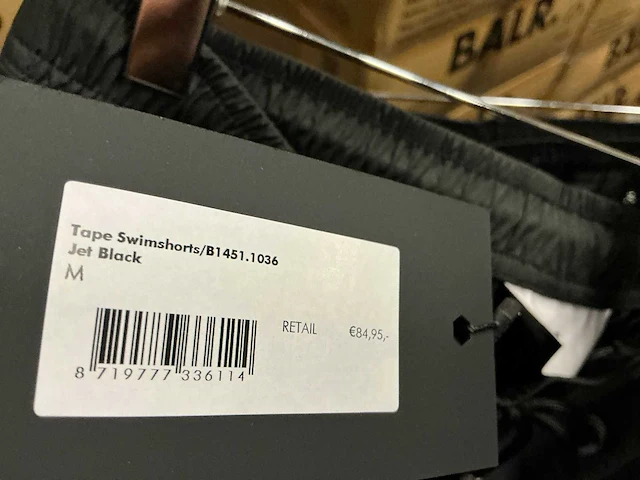 BALR.
Tape Swimshorts/B1451.1036
Jet Black
M
RETAIL €84,95,-
8 719777 336114